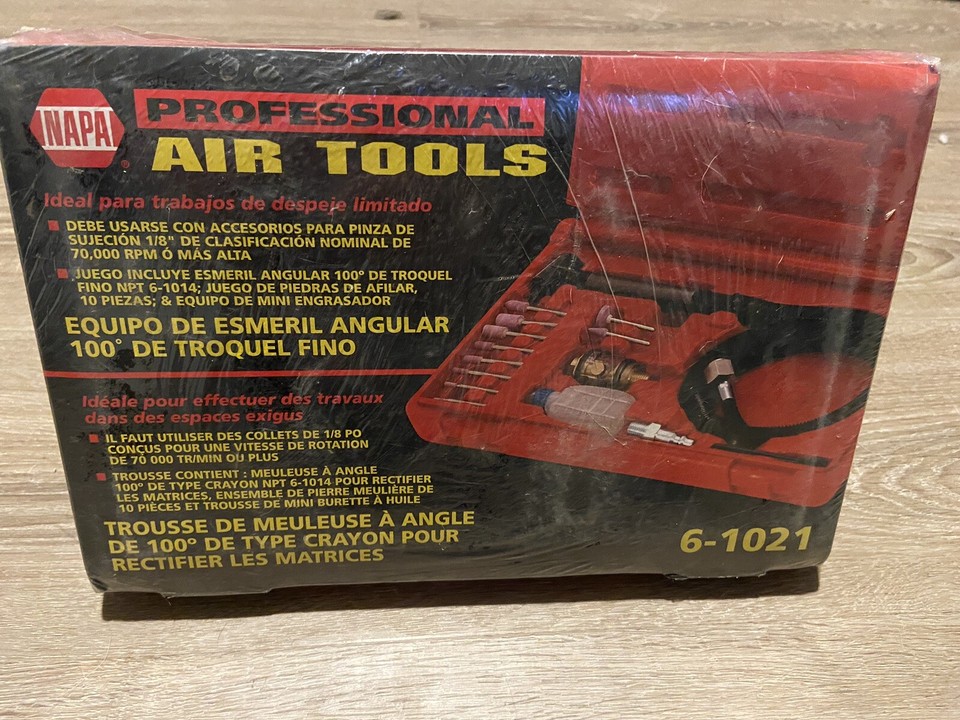 NAPA
PROFESSIONAL
AIR TOOLS
Ideal para trabajos de despeje limitado
DEBE USARSE CON ACCESORIOS PARA PINZA DE
SUJECIÓN 1/8" DE CLASIFICACIÓN NOMINAL DE
70,000 RPM Ó MÁS ALTA
JUEGO INCLUYE ESMERIL ANGULAR 100º DE TROQUEL
FINO NPT 6-1014; JUEGO DE PIEDRAS DE AFILAR,
10 PIEZAS; & EQUIPO DE MINI ENGRASADOR
EQUIPO DE ESMERIL ANGULAR
100° DE TROQUEL FINO
Idéale pour effectuer des travaux
dans des espaces exigus
IL FAUT UTILISER DES COLLETS DE 1/8 PO
CONÇUS POUR UNE VITESSE DE ROTATION
DE 70 000 TR/MIN OU PLUS
TROUSSE CONTIENT : MEULEUSE À ANGLE
100º DE TYPE CRAYON NPT 6-1014 POUR RECTIFIER
LES MATRICES, ENSEMBLE DE PIERRE MEULIÈRE DE
10 PIÈCES ET TROUSSE DE MINI BURETTE À HUILE
TROUSSE DE MEULEUSE À ANGLE
DE 100º DE TYPE CRAYON POUR
RECTIFIER LES MATRICES
6-1021